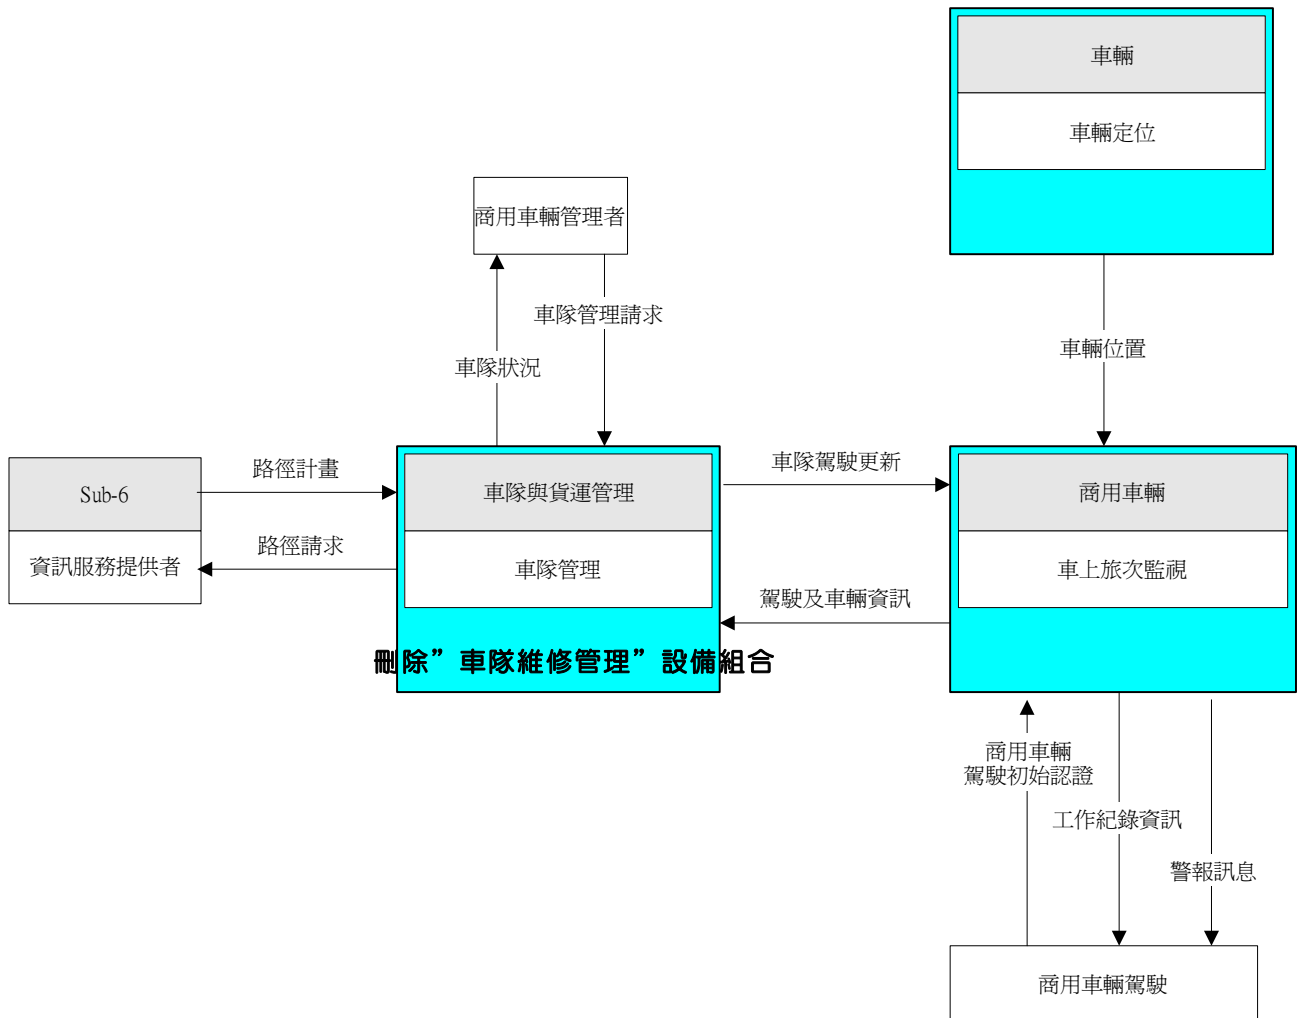 車輛
車輛定位
商用車輛管理者
車隊管理請求
車隊狀況
車輛位置
路徑計畫
車隊駕駛更新
Sub-6
車隊與貨運管理
商用車輛
路徑請求
資訊服務提供者
車隊管理
車上旅次監視
駕駛及車輛資訊
刪除”車隊維修管理”設備組合
商用車輛
駕駛初始認證
工作紀錄資訊
警報訊息
商用車輛駕駛